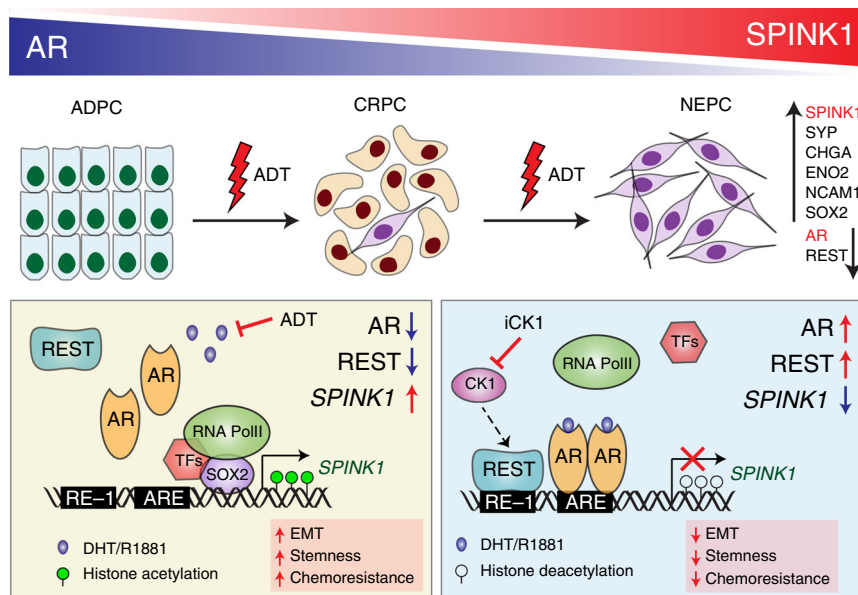 AR
SPINK1
ADPC
CRPC
NEPC
ADT
ADT
SPINK1
SYP
CHGA
ENO2
NCAM1
SOX2
AR
REST
REST
AR
AR
ADT
AR
REST
SPINK1
RNA PolII
TFs
SOX2
SPINK1
RE-1
ARE
DHT/R1881
Histone acetylation
EMT
Stemness
Chemoresistance
iCK1
CK1
RNA PolII
TFs
AR
REST
SPINK1
REST
AR
AR
SPINK1
RE-1
ARE
DHT/R1881
Histone deacetylation
EMT
Stemness
Chemoresistance